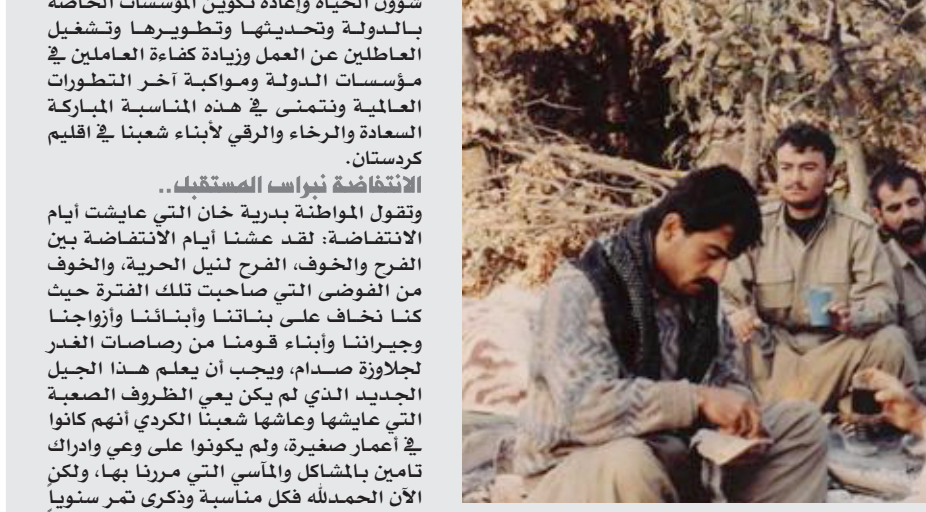 شؤون الحياة وإعادة تكوين المؤسسات الخاصة
بالدولة وتحديثها وتطويرها وتشغيل
العاطلين عن العمل وزيادة كفاءة العاملين في
مؤسسات الدولة ومواكبة آخر التطورات
العالمية ونتمنى في هذه المناسبة المباركة
السعادة والرخاء والرقي لأبناء شعبنا في اقليم
كردستان.
الانتفاضة نبراس المستقبل..
وتقول المواطنة بدرية خان التي عايشت أيام
الانتفاضة: لقد عشنا أيام الانتفاضة بين
الفرح والخوف، الفرح لنيل الحرية، والخوف
من الفوضى التي صاحبت تلك الفترة حيث
كنا نخاف على بناتنا وأبنائنا وأزواجنا
وجيراننا وأبناء قومنا من رصاصات الغدر
لجلاوزة صدام، ويجب أن يعلم هذا الجيل
الجديد الذي لم يكن يعي الظروف الصعبة
التي عايشها وعاشها شعبنا الكردي أنهم كانوا
في أعمار صغيرة، ولم يكونوا على وعي وادراك
تامين بالمشاكل والمآسي التي مررنا بها، ولكن
الآن الحمدلله فكل مناسبة وذكرى تمر سنوياً